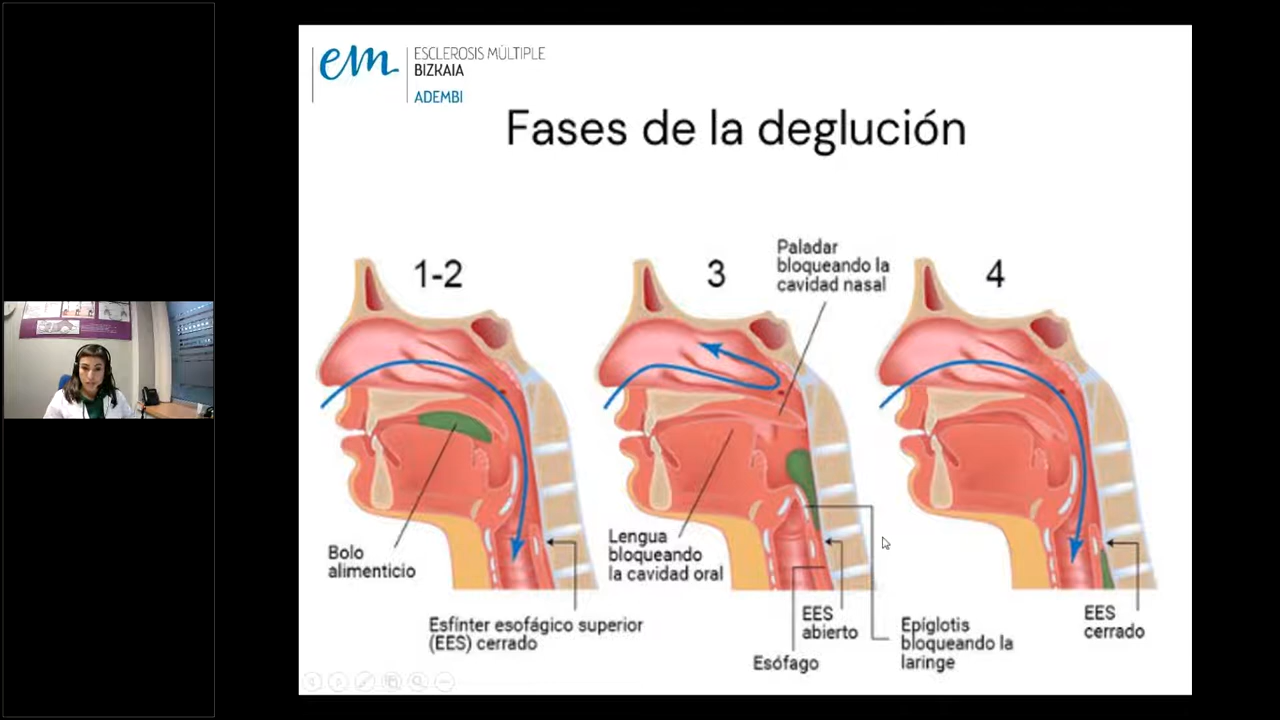 em
ESCLEROSIS MÚLTIPLE
BIZKAIA
ADEMBI
Fases de la deglución
1-2
3
4
Paladar
bloqueando la
cavidad nasal
Bolo
alimenticio
Esfínter esofágico superior
(EES) cerrado
Lengua
bloqueando
la cavidad oral
Esófago
EES
abierto
Epíglotis
bloqueando la
laringe
EES
cerrado